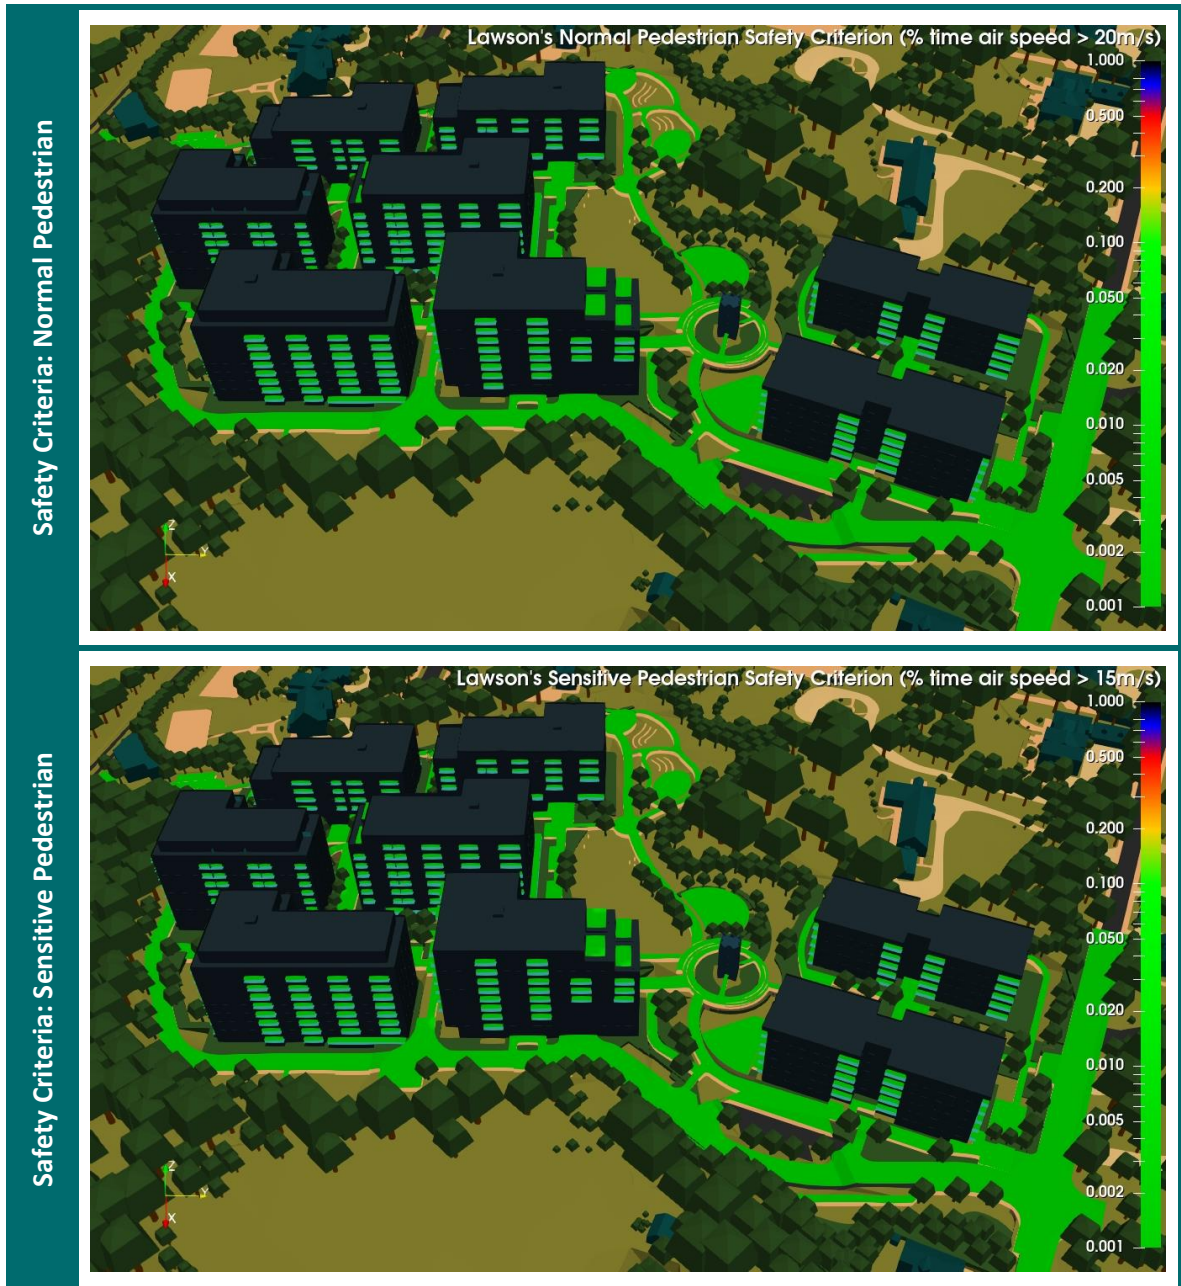 Safety Criteria: Normal Pedestrian
Lawson's Normal Pedestrian Safety Criterion (% time air speed > 20m/s)
1.000
0.500
0.200
0.100
0.050
0.020
0.010
0.005
0.002
0.001
Z
Y
X
Safety Criteria: Sensitive Pedestrian
Lawson's Sensitive Pedestrian Safety Criterion (% time air speed > 15m/s)
1.000
0.500
0.200
0.100
0.050
0.020
0.010
0.005
0.002
0.001
Z
Y
X